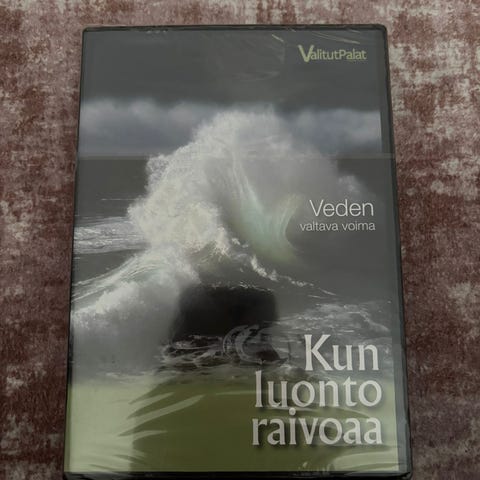 ValitutPalat
Veden
valtava voima
Kun
luonto
raivoaa